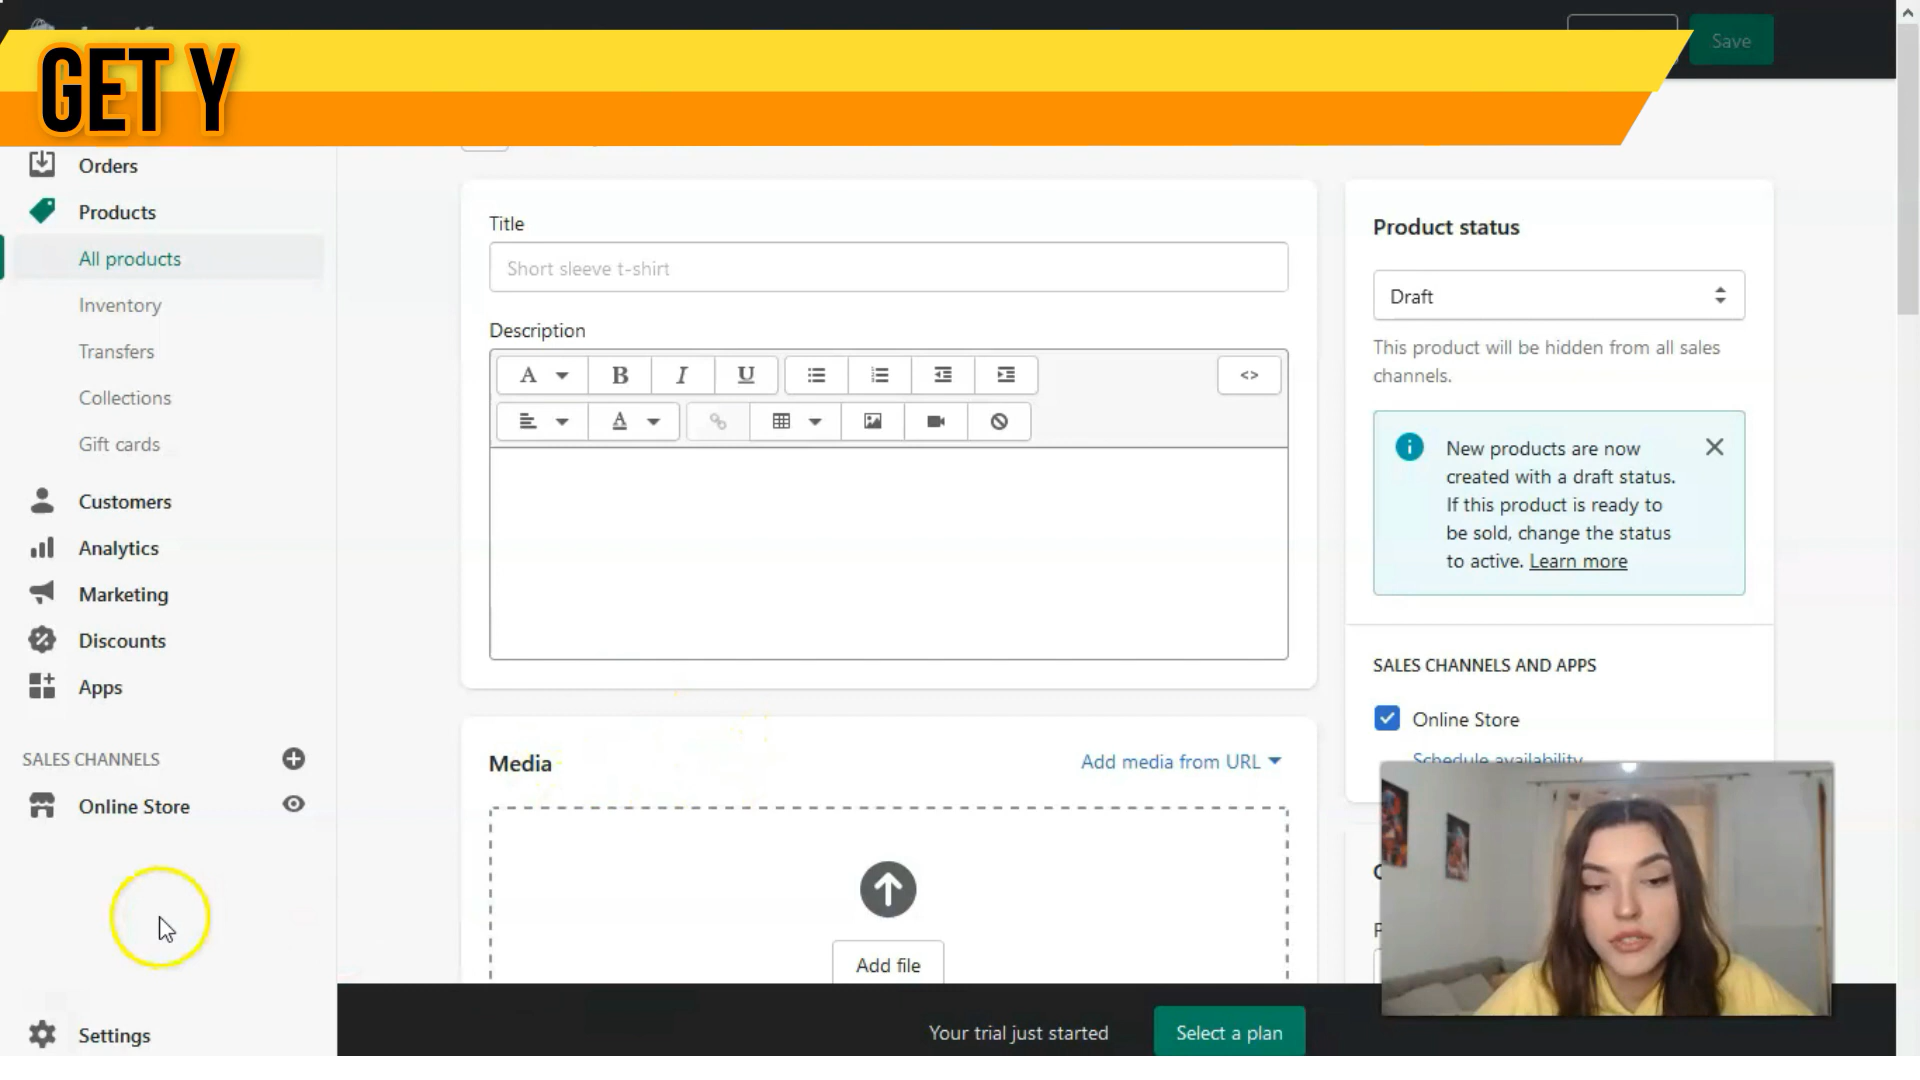 GET Y
Save
Orders
Products
All products
Inventory
Transfers
Collections
Gift cards
Customers
Analytics
Marketing
Discounts
Apps
SALES CHANNELS
Online Store
Settings
Title
Short sleeve t-shirt
Description
A
B
I
U
<>
A
Media
Add media from URL
Add file
Product status
Draft
This product will be hidden from all sales
channels.
New products are now
created with a draft status.
If this product is ready to
be sold, change the status
to active. Learn more
SALES CHANNELS AND APPS
Online Store
Schedule availability
Your trial just started
Select a plan